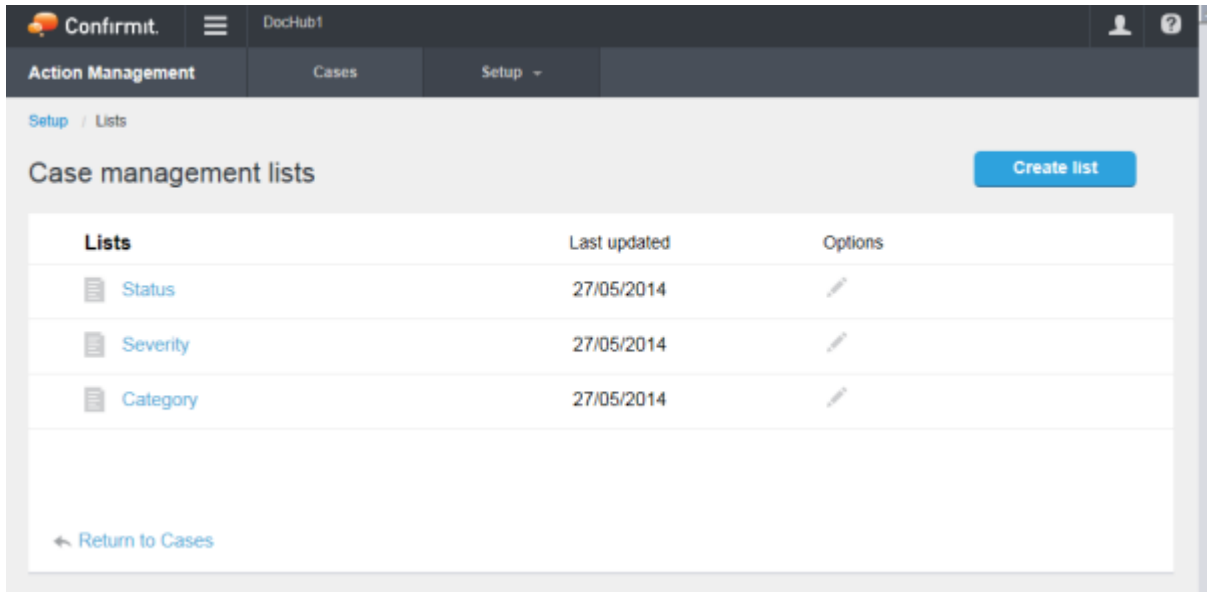 Confirmit. DocHub1
Action Management Cases Setup
Setup / Lists
Case management lists Create list
Lists Last updated Options
Status 27/05/2014
Severity 27/05/2014
Category 27/05/2014
Return to Cases